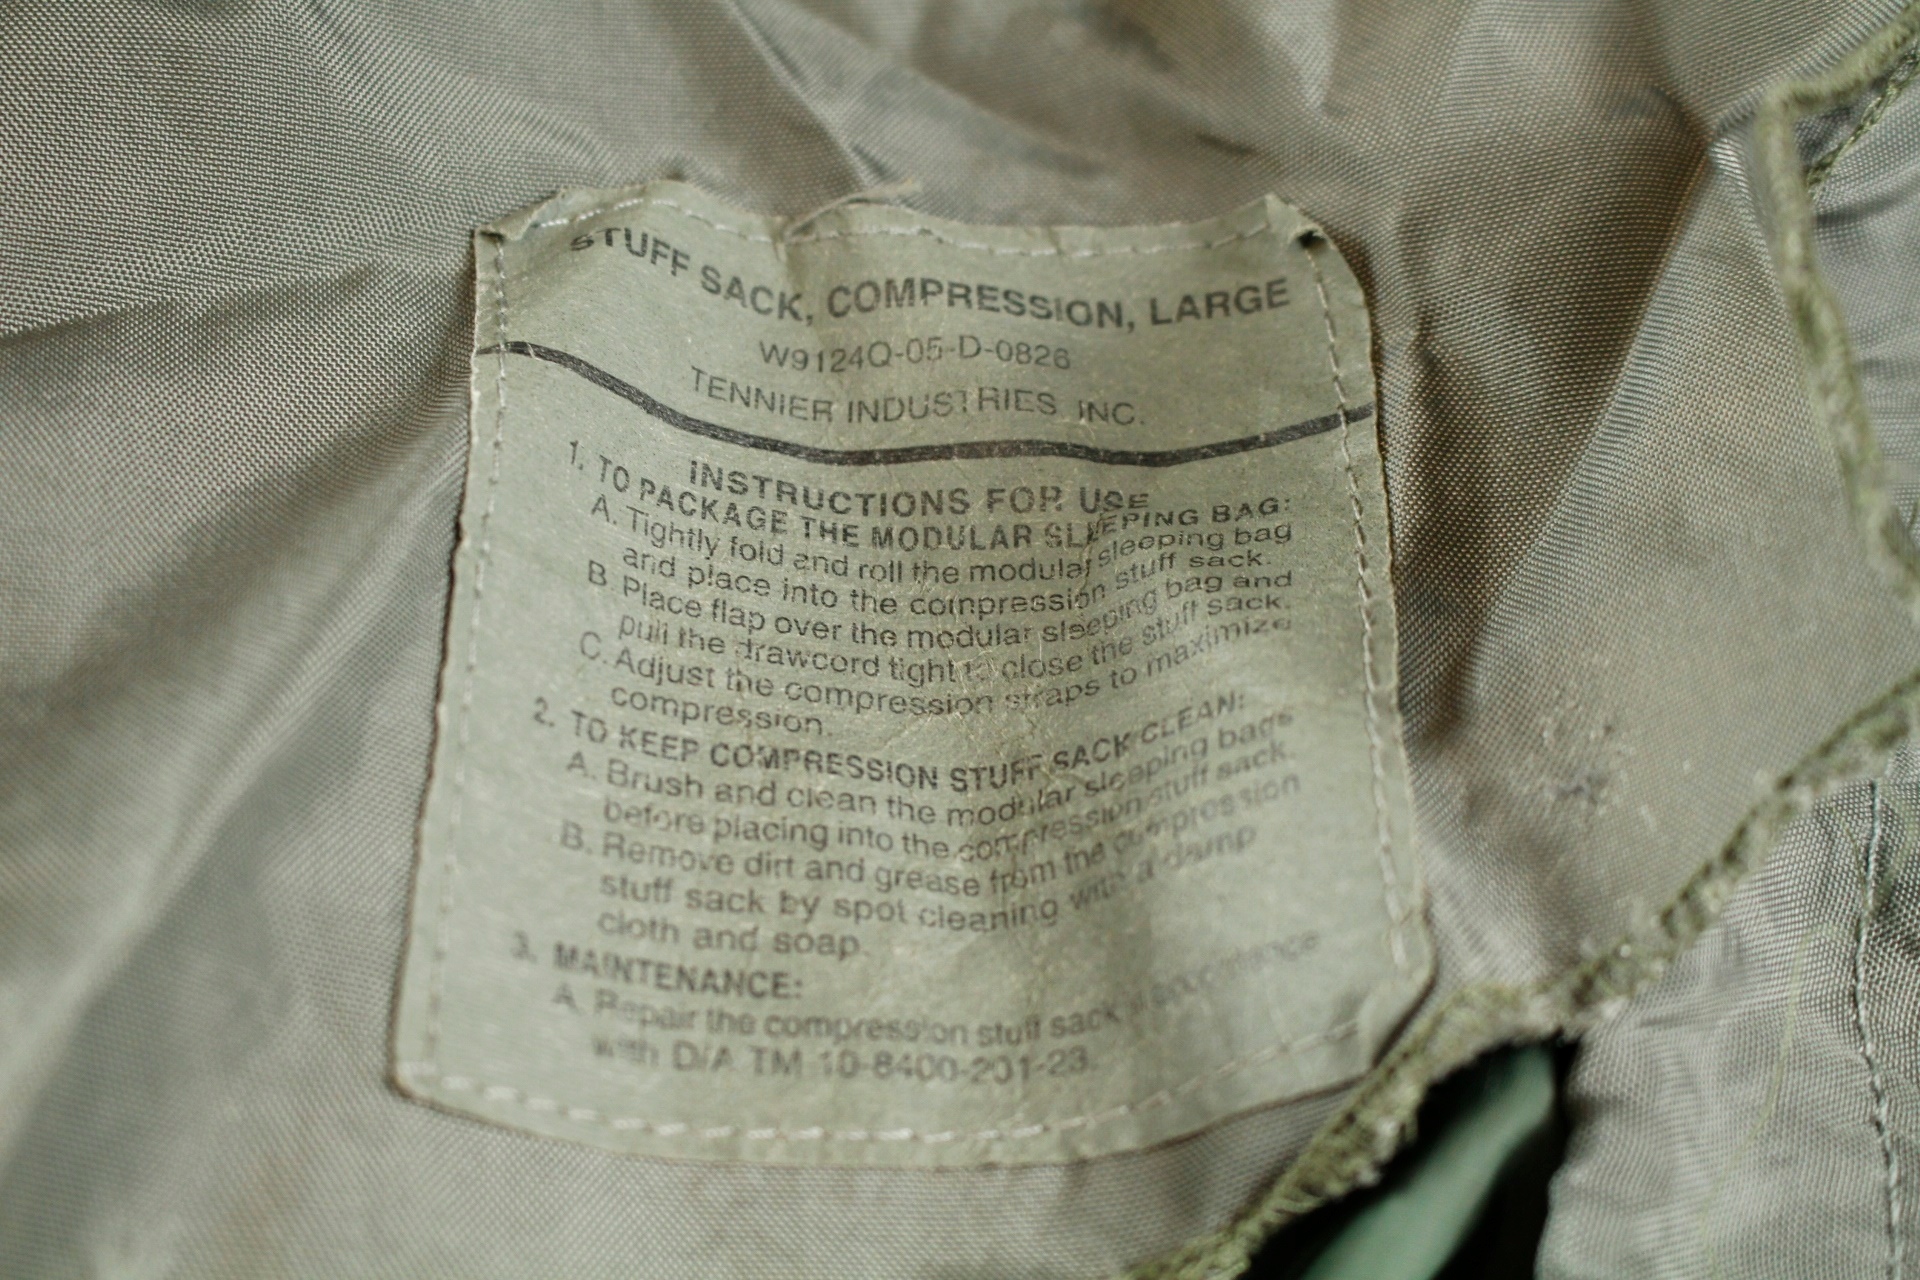 STUFF SACK, COMPRESSION, LARGE
W9124Q-05-D-0826
TENNIER INDUSTRIES INC.
INSTRUCTIONS FOR USE
1. TO PACKAGE THE MODULAR SLEEPING BAG:
A. Tightly fold and roll the modular sleeping bag
and place into the compression stuff sack.
B. Place flap over the modular sleeping bag and
pull the drawcord tight to close the stuff sack.
C. Adjust the compression straps to maximize
compression.
2. TO KEEP COMPRESSION STUFF SACK CLEAN:
A. Brush and clean the modular sleeping bags
before placing into the compression stuff sack.
B. Remove dirt and grease from the compression
stuff sack by spot cleaning with a damp
cloth and soap.
3. MAINTENANCE:
A. Repair the compression stuff sack in accordance
with D/A TM 10-8400-201-23.